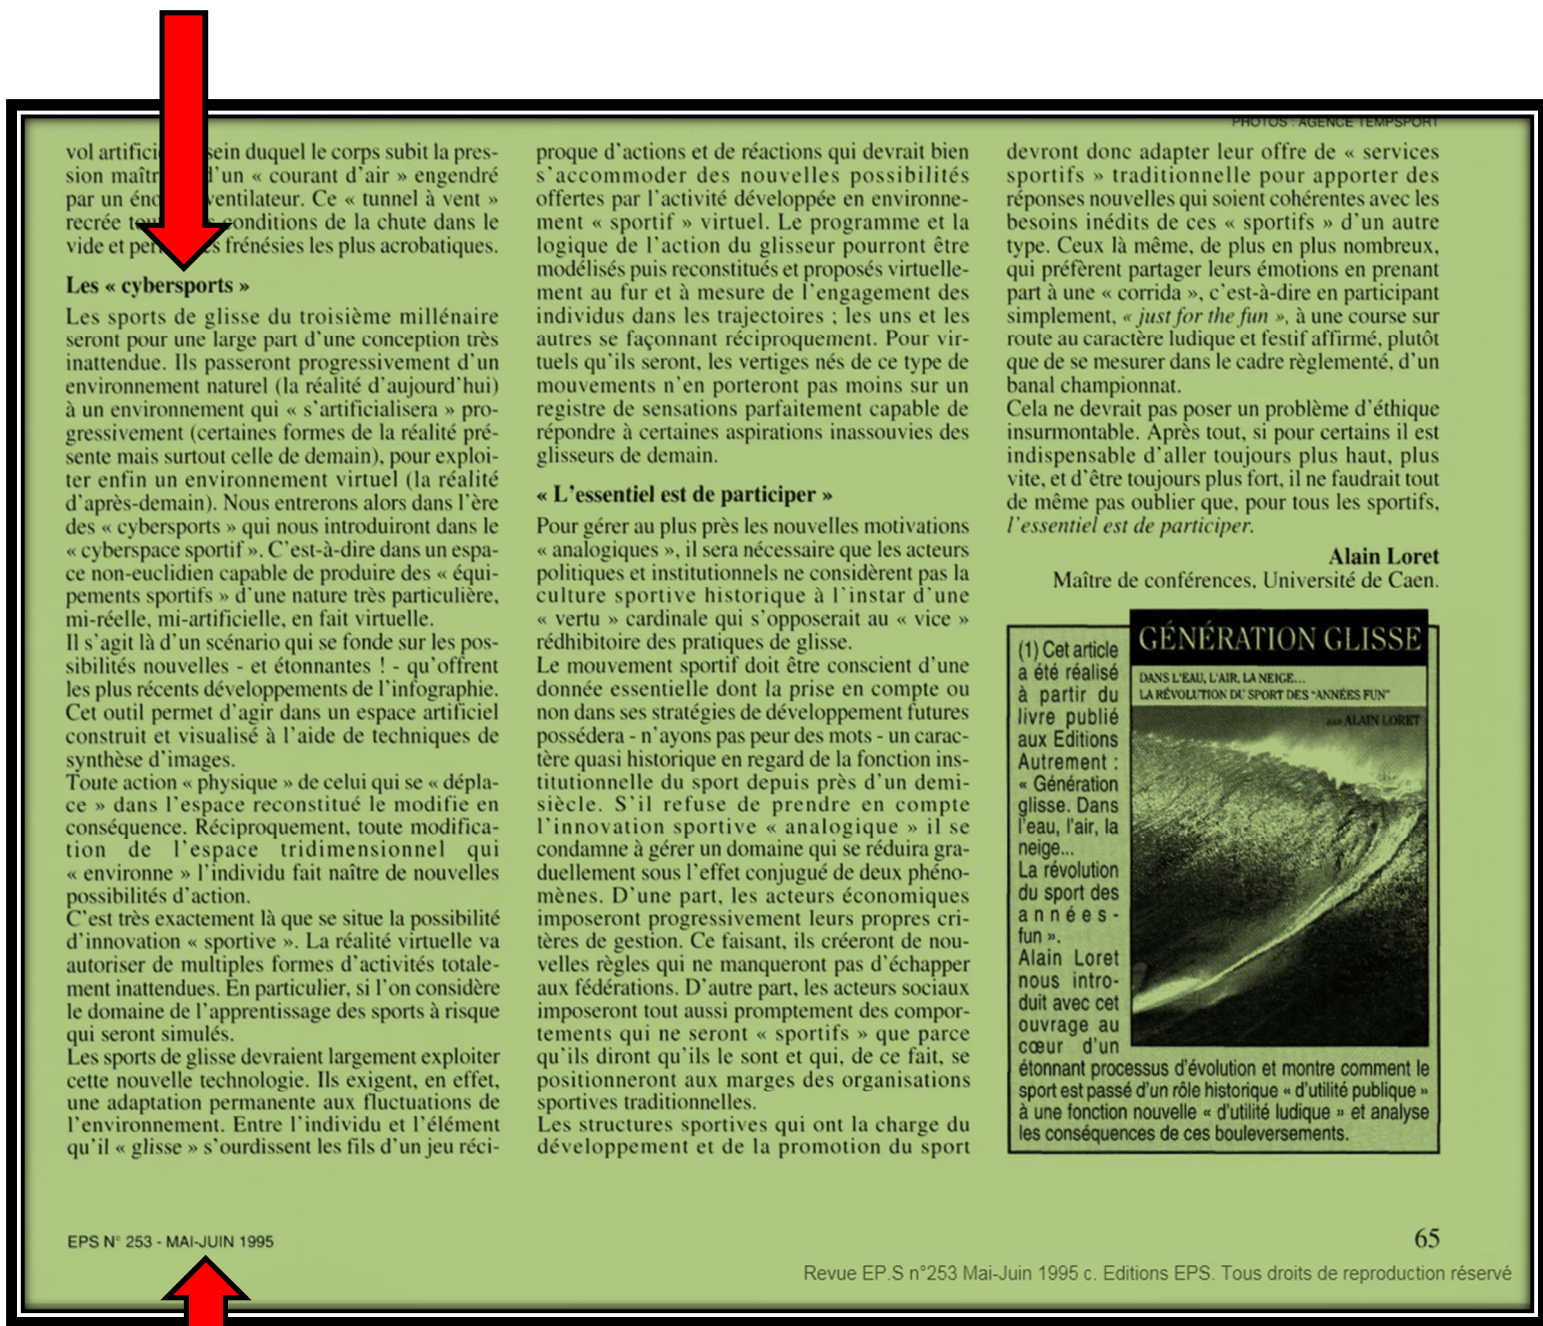 PHOTOS : AGENCE TEMPSPORT
vol artifici sein duquel le corps subit la pres-
sion maîtr d'un « courant d'air » engendré
par un éno ventilateur. Ce « tunnel à vent »
recrée conditions de la chute dans le
vide et per frénésies les plus acrobatiques.
Les « cybersports »
Les sports de glisse du troisième millénaire
seront pour une large part d'une conception très
inattendue. Ils passeront progressivement d'un
environnement naturel (la réalité d'aujourd'hui)
à un environnement qui « s'artificialisera » pro-
gressivement (certaines formes de la réalité pré-
sente mais surtout celle de demain), pour exploi-
ter enfin un environnement virtuel (la réalité
d'après-demain). Nous entrerons alors dans l'ère
des « cybersports » qui nous introduiront dans le
« cyberspace sportif ». C'est-à-dire dans un espa-
ce non-euclidien capable de produire des « équi-
pements sportifs » d'une nature très particulière,
mi-réelle, mi-artificielle, en fait virtuelle.
Il s'agit là d'un scénario qui se fonde sur les pos-
sibilités nouvelles - et étonnantes ! - qu'offrent
les plus récents développements de l'infographie.
Cet outil permet d'agir dans un espace artificiel
construit et visualisé à l'aide de techniques de
synthèse d'images.
Toute action « physique » de celui qui se « dépla-
ce » dans l'espace reconstitué le modifie en
conséquence. Réciproquement, toute modifica-
tion de l'espace tridimensionnel qui
« environne » l'individu fait naître de nouvelles
possibilités d'action.
C'est très exactement là que se situe la possibilité
d'innovation « sportive ». La réalité virtuelle va
autoriser de multiples formes d'activités totale-
ment inattendues. En particulier, si l'on considère
le domaine de l'apprentissage des sports à risque
qui seront simulés.
Les sports de glisse devraient largement exploiter
cette nouvelle technologie. Ils exigent, en effet,
une adaptation permanente aux fluctuations de
l'environnement. Entre l'individu et l'élément
qu'il « glisse » s'ourdissent les fils d'un jeu réci-
proque d'actions et de réactions qui devrait bien
s'accommoder des nouvelles possibilités
offertes par l'activité développée en environne-
ment « sportif » virtuel. Le programme et la
logique de l'action du glisseur pourront être
modélisés puis reconstitués et proposés virtuelle-
ment au fur et à mesure de l'engagement des
individus dans les trajectoires ; les uns et les
autres se façonnant réciproquement. Pour vir-
tuels qu'ils seront, les vertiges nés de ce type de
mouvements n'en porteront pas moins sur un
registre de sensations parfaitement capable de
répondre à certaines aspirations inassouvies des
glisseurs de demain.
« L'essentiel est de participer »
Pour gérer au plus près les nouvelles motivations
« analogiques », il sera nécessaire que les acteurs
politiques et institutionnels ne considèrent pas la
culture sportive historique à l'instar d'une
« vertu » cardinale qui s'opposerait au « vice »
rédhibitoire des pratiques de glisse.
Le mouvement sportif doit être conscient d'une
donnée essentielle dont la prise en compte ou
non dans ses stratégies de développement futures
possédera - n'ayons pas peur des mots - un carac-
tère quasi historique en regard de la fonction ins-
titutionnelle du sport depuis près d'un demi-
siècle. S'il refuse de prendre en compte
l'innovation sportive « analogique » il se
condamne à gérer un domaine qui se réduira gra-
duellement sous l'effet conjugué de deux phéno-
mènes. D'une part, les acteurs économiques
imposeront progressivement leurs propres cri-
tères de gestion. Ce faisant, ils créeront de nou-
velles règles qui ne manqueront pas d'échapper
aux fédérations. D'autre part, les acteurs sociaux
imposeront tout aussi promptement des compor-
tements qui ne seront « sportifs » que parce
qu'ils diront qu'ils le sont et qui, de ce fait, se
positionneront aux marges des organisations
sportives traditionnelles.
Les structures sportives qui ont la charge du
développement et de la promotion du sport
devront donc adapter leur offre de « services
sportifs » traditionnelle pour apporter des
réponses nouvelles qui soient cohérentes avec les
besoins inédits de ces « sportifs » d'un autre
type. Ceux là même, de plus en plus nombreux,
qui préfèrent partager leurs émotions en prenant
part à une « corrida », c'est-à-dire en participant
simplement, « just for the fun », à une course sur
route au caractère ludique et festif affirmé, plutôt
que de se mesurer dans le cadre règlementé, d'un
banal championnat.
Cela ne devrait pas poser un problème d'éthique
insurmontable. Après tout, si pour certains il est
indispensable d'aller toujours plus haut, plus
vite, et d'être toujours plus fort, il ne faudrait tout
de même pas oublier que, pour tous les sportifs,
l'essentiel est de participer.
Alain Loret
Maître de conférences, Université de Caen.
(1) Cet article
a été réalisé
à partir du
livre publié
aux Editions
Autrement :
« Génération
glisse. Dans
l'eau, l'air, la
neige...
La révolution
du sport des
années-
fun ».
Alain Loret
nous intro-
duit avec cet
ouvrage au
cœur d'un
étonnant processus d'évolution et montre comment le
sport est passé d'un rôle historique « d'utilité publique »
à une fonction nouvelle « d'utilité ludique » et analyse
les conséquences de ces bouleversements.
GÉNÉRATION GLISSE
DANS L'EAU, L'AIR, LA NEIGE...
LA RÉVOLUTION DU SPORT DES "ANNÉES FUN"
PAR ALAIN LORET
EPS N° 253 - MAI-JUIN 1995
65
Revue EP.S n°253 Mai-Juin 1995 c. Editions EPS. Tous droits de reproduction réservé